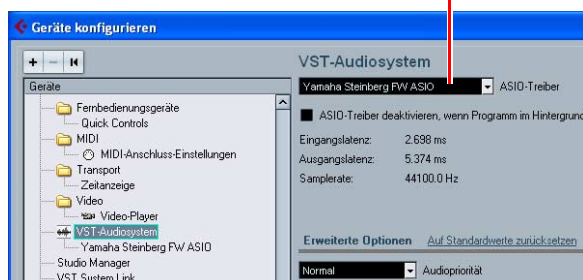 Geräte konfigurieren
Geräte
Fernbedienungsgeräte
Quick Controls
MIDI
MIDI-Anschluss-Einstellungen
Transport
Zeitanzeige
Video
Video-Player
VST-Audiosystem
Yamaha Steinberg FW ASIO
Studio Manager
VST System Link
VST-Audiosystem
Yamaha Steinberg FW ASIO ASIO-Treiber
ASIO-Treiber deaktivieren, wenn Programm im Hintergrund
Eingangslatenz: 2.698 ms
Ausgangslatenz: 5.374 ms
Samplerate: 44100.0 Hz
Erweiterte Optionen Auf Standardwerte zurücksetzen
Normal Audiopriorität